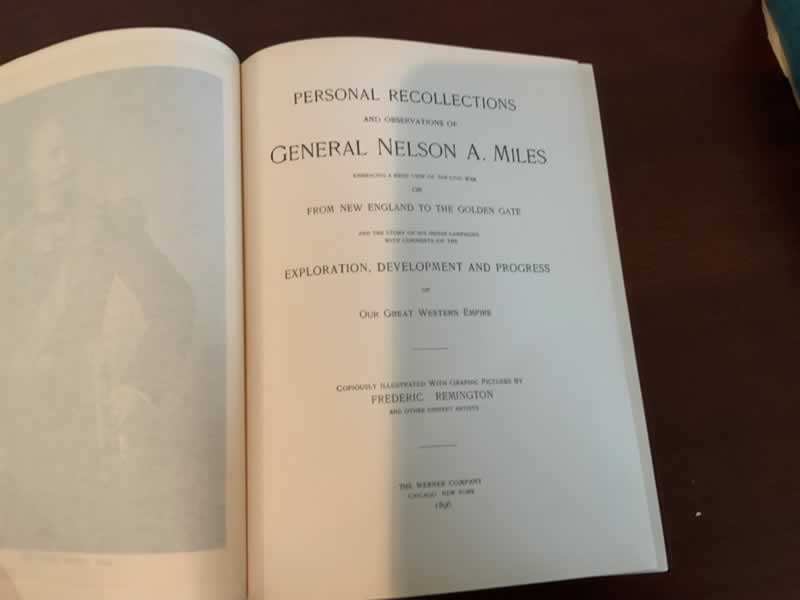 PERSONAL RECOLLECTIONS
AND OBSERVATIONS OF
GENERAL NELSON A. MILES
EMBRACING A BRIEF VIEW OF THE CIVIL WAR
OR
FROM NEW ENGLAND TO THE GOLDEN GATE
AND THE STORY OF HIS INDIAN CAMPAIGNS
WITH COMMENTS ON THE
EXPLORATION, DEVELOPMENT AND PROGRESS
OF
OUR GREAT WESTERN EMPIRE
COPIOUSLY ILLUSTRATED WITH GRAPHIC PICTURES BY
FREDERIC REMINGTON
AND OTHER EMINENT ARTISTS
THE WERNER COMPANY
CHICAGO NEW YORK
1896